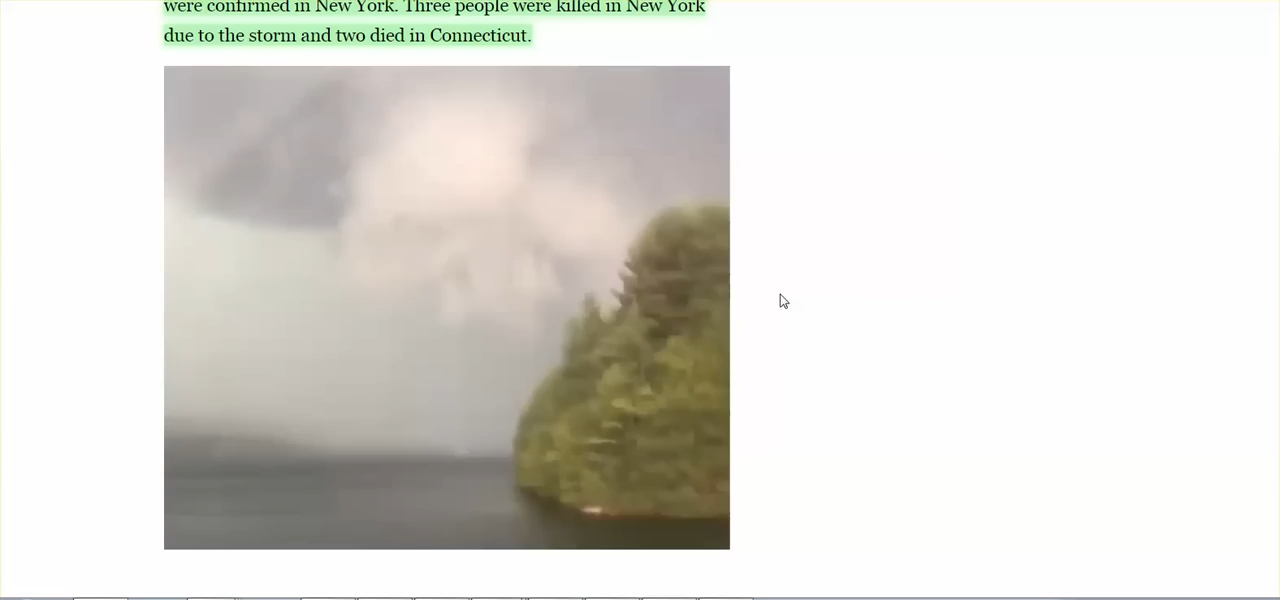 were confirmed in New York. Three people were killed in New York
due to the storm and two died in Connecticut.